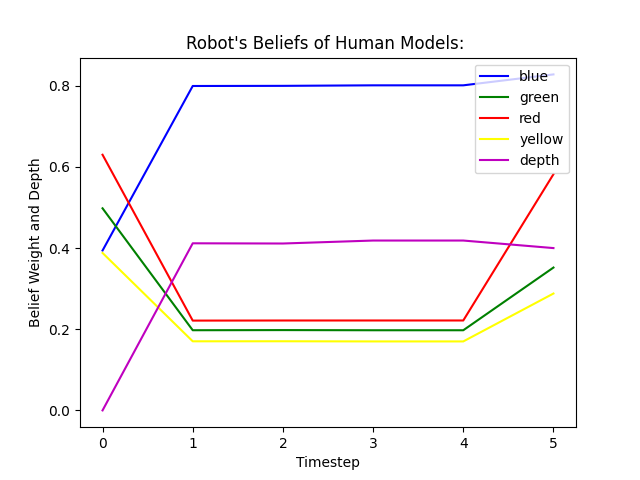 Robot's Beliefs of Human Models:
Belief Weight and Depth
0.8
0.6
0.4
0.2
0.0
0 1 2 3 4 5
Timestep
blue
green
red
yellow
depth